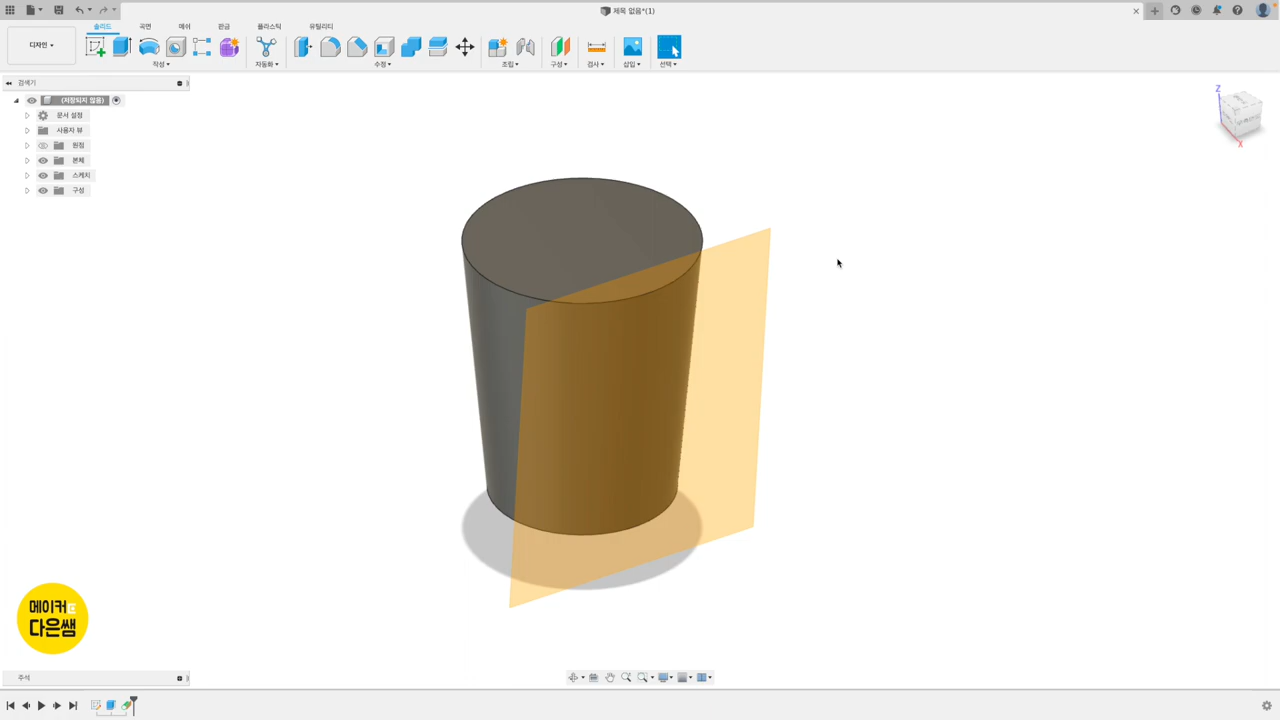 제목 없음*(1)
솔리드 곡면 메쉬 판금 플라스틱 유틸리티
디자인
작성 자동화 수정 조립 구성 검사 삽입 선택
검색기
(저장되지 않음)
문서 설정
사용자 뷰
원점
본체
스케치
구성
Z
X
메이커
다은쌤
주석